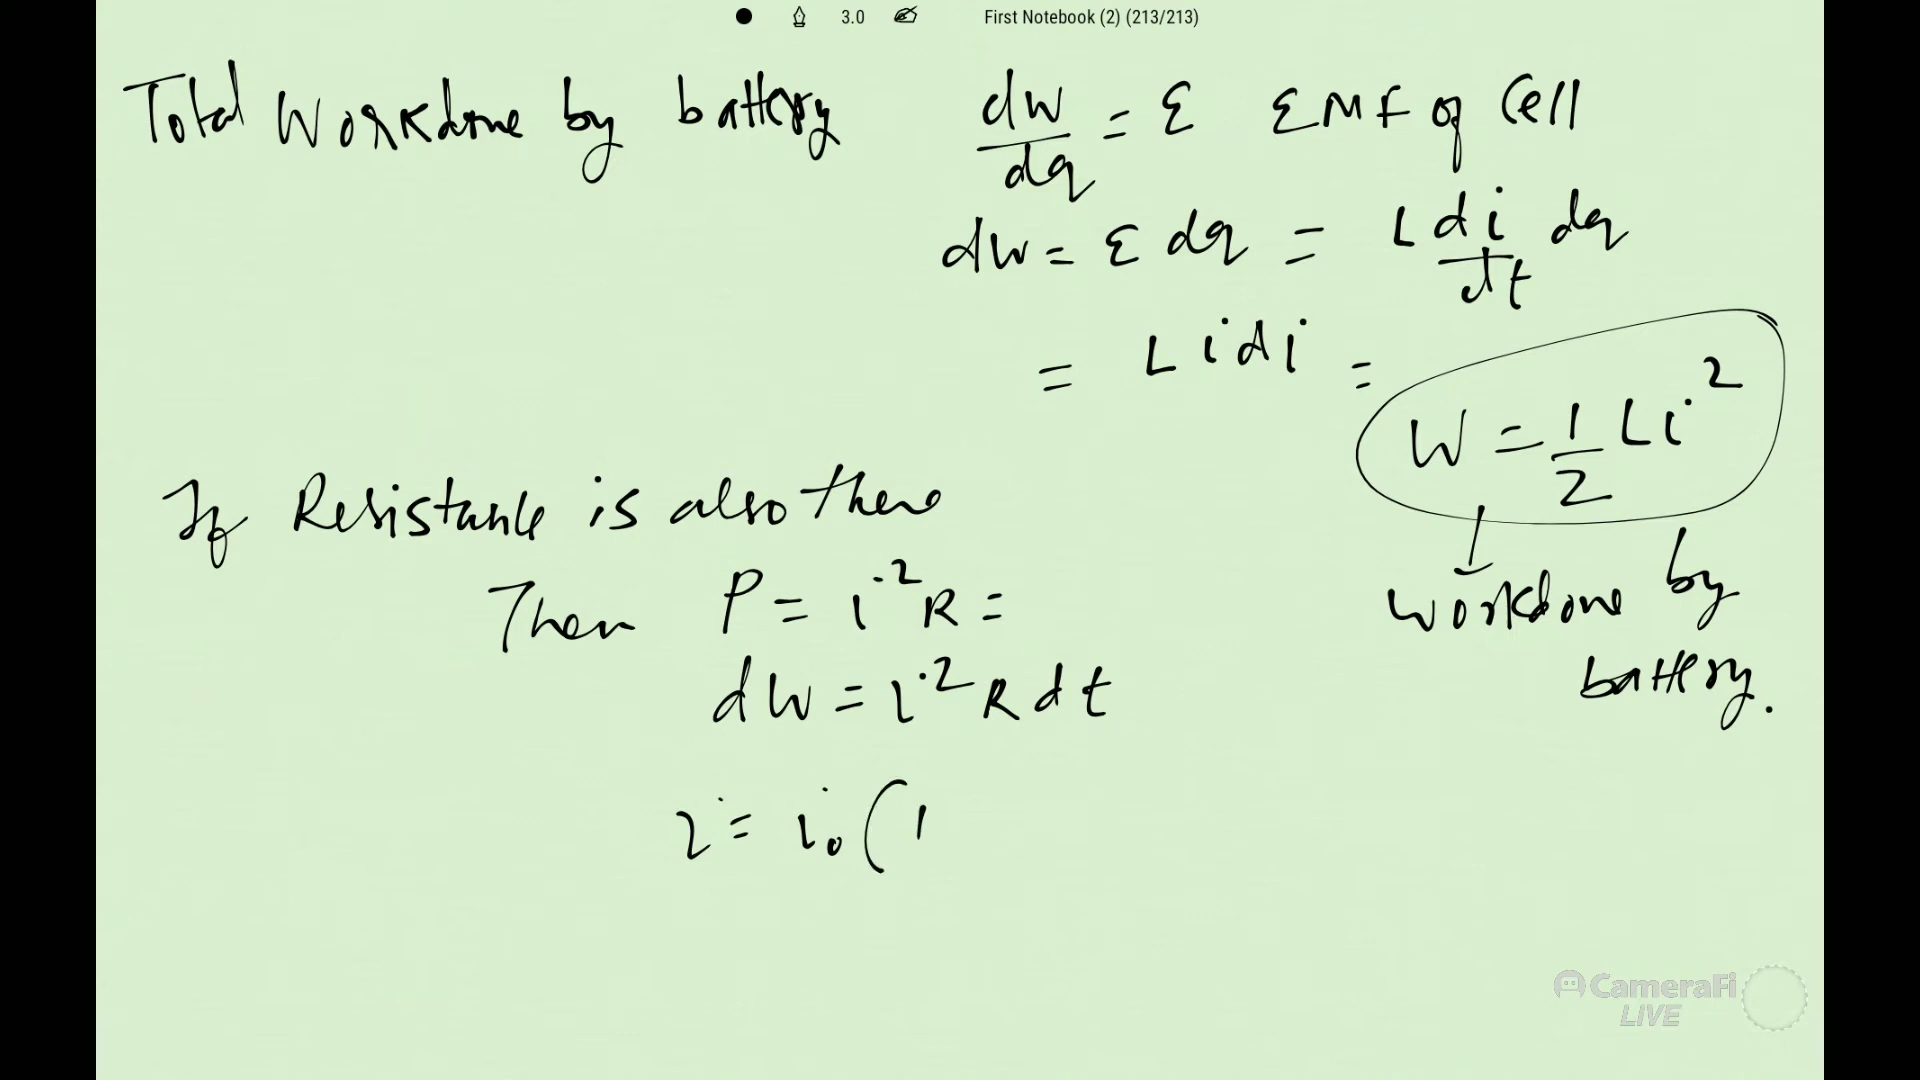 3.0 First Notebook (2) (213/213)
Total Workdone by battery
dw/dq = ε EMF of Cell
dw = ε dq = L di/dt dq
= L i di =
W = 1/2 Li²
↓
workdone by
battery.
If Resistance is also there
Then P = i²R =
dW = i²R dt
i = i₀ ( 1
CameraFi
LIVE